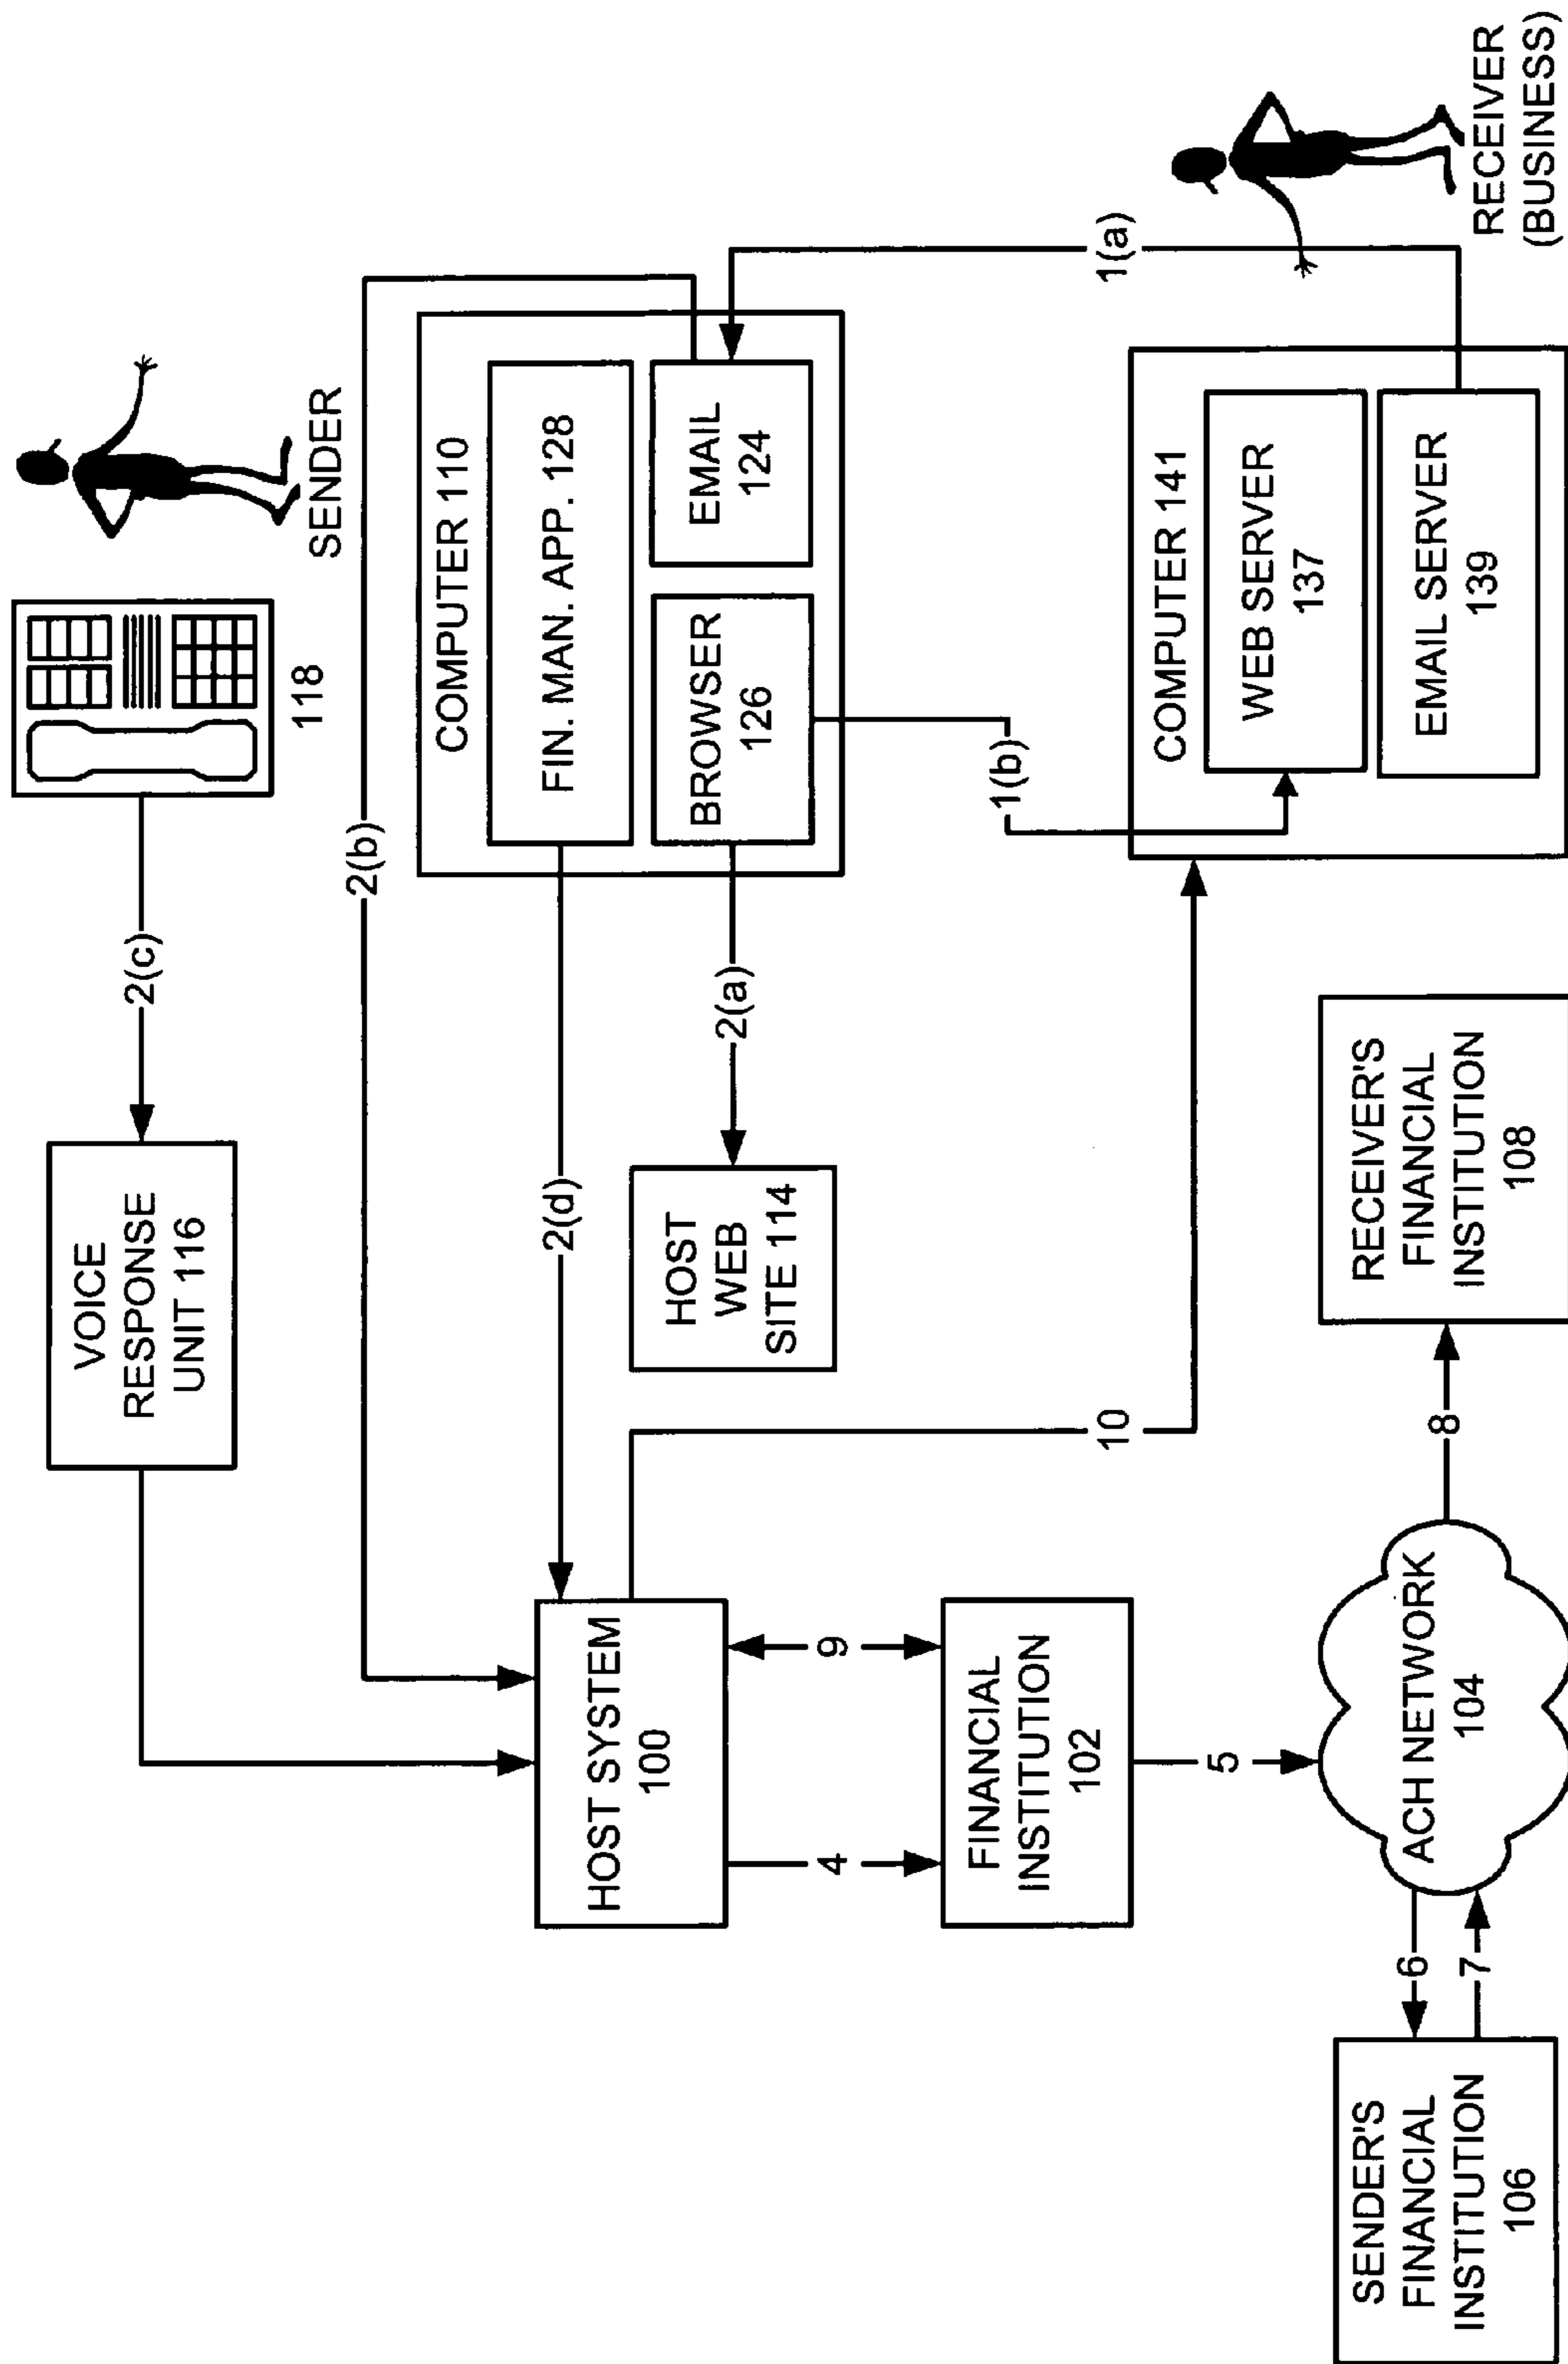 SENDER
118
2(c)
VOICE
RESPONSE
UNIT 116
2(b)
COMPUTER 110
FIN. MAN. APP. 128
BROWSER
126
EMAIL
124
2(d)
2(a)
HOST
WEB
SITE 114
HOST SYSTEM
100
1(b)
1(a)
10
4
9
FINANCIAL
INSTITUTION
102
COMPUTER 141
WEB SERVER
137
EMAIL SERVER
139
RECEIVER
(BUSINESS)
5
SENDER'S
FINANCIAL
INSTITUTION
106
6
7
ACH NETWORK
104
8
RECEIVER'S
FINANCIAL
INSTITUTION
108